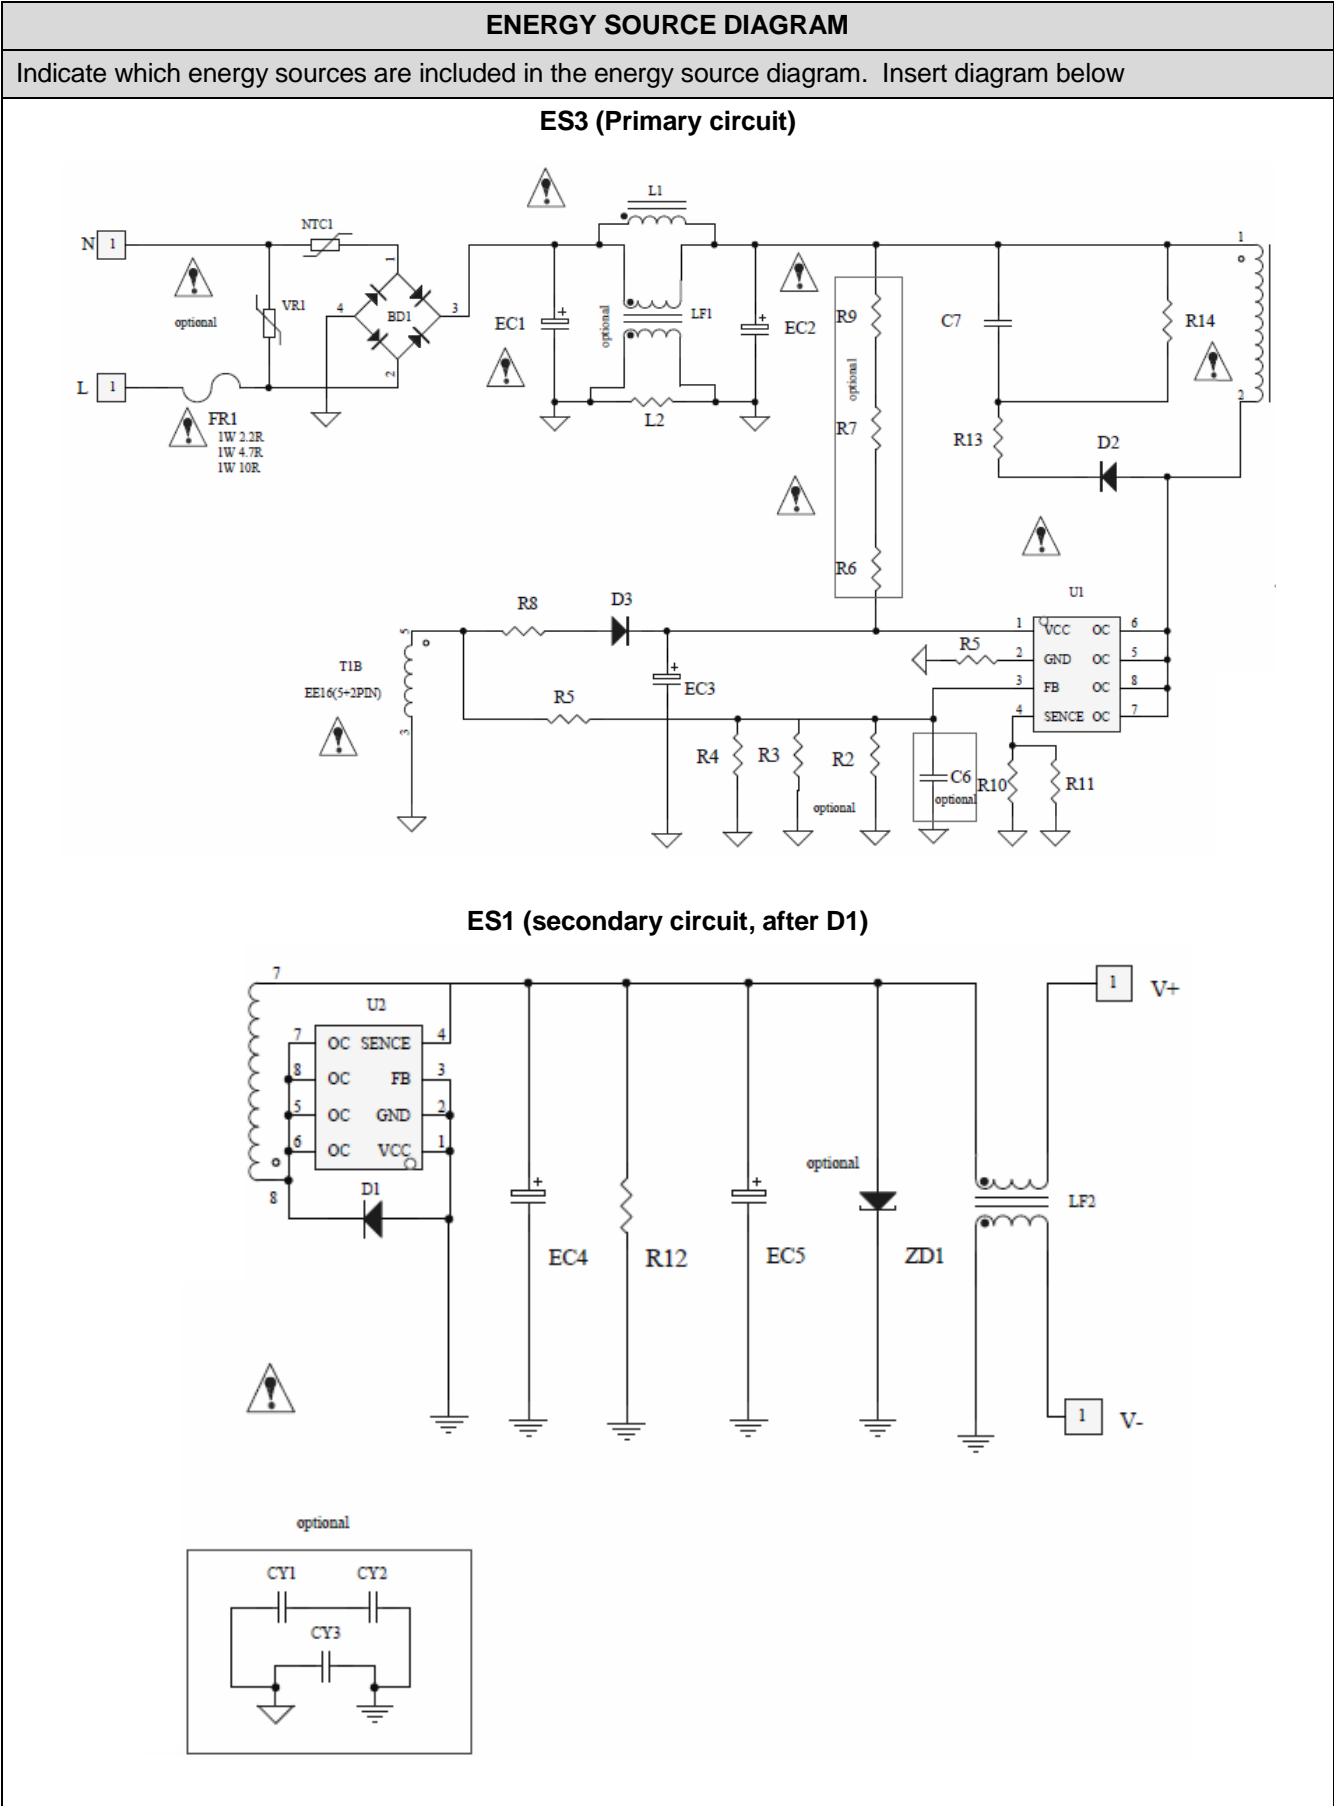 ENERGY SOURCE DIAGRAM
Indicate which energy sources are included in the energy source diagram.  Insert diagram below
ES3 (Primary circuit)
L1
NTC1
N 1
1
optional
VR1
4
BD1
3
EC1
optional
LF1
EC2
R9
C7
R14
1
2
L 1
2
FR1
1W 2.2R
1W 4.7R
1W 10R
L2
optional
R7
R13
D2
R6
U1
R8
D3
5
1 VCC OC 6
R5
2 GND OC 5
3 FB OC 8
4 SENCE OC 7
T1B
EE16(5+2PIN)
3
EC3
R5
R4
R3
R2
optional
C6
optional
R10
R11
ES1 (secondary circuit, after D1)
7
1 V+
U2
7 OC SENCE 4
8 OC FB 3
5 OC GND 2
6 OC VCC 1
8
D1
optional
LF2
EC4
R12
EC5
ZD1
1 V-
optional
CY1
CY2
CY3